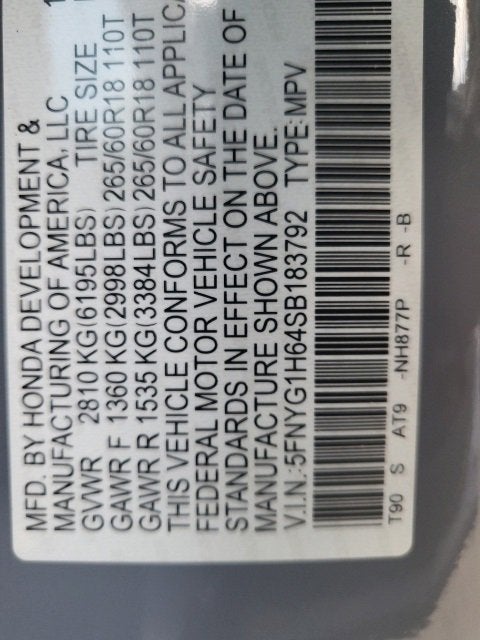 MFD. BY HONDA DEVELOPMENT &
MANUFACTURING OF AMERICA, LLC
GVWR 2810 KG(6195LBS) TIRE SIZE
GAWR F 1360 KG(2998LBS) 265/60R18 110T
GAWR R 1535 KG(3384LBS) 265/60R18 110T
THIS VEHICLE CONFORMS TO ALL APPLICA
FEDERAL MOTOR VEHICLE SAFETY
STANDARDS IN EFFECT ON THE DATE OF
MANUFACTURE SHOWN ABOVE.
V.I.N.:5FNYG1H64SB183792 TYPE:MPV
T90 S AT9 -NH877P -R -B